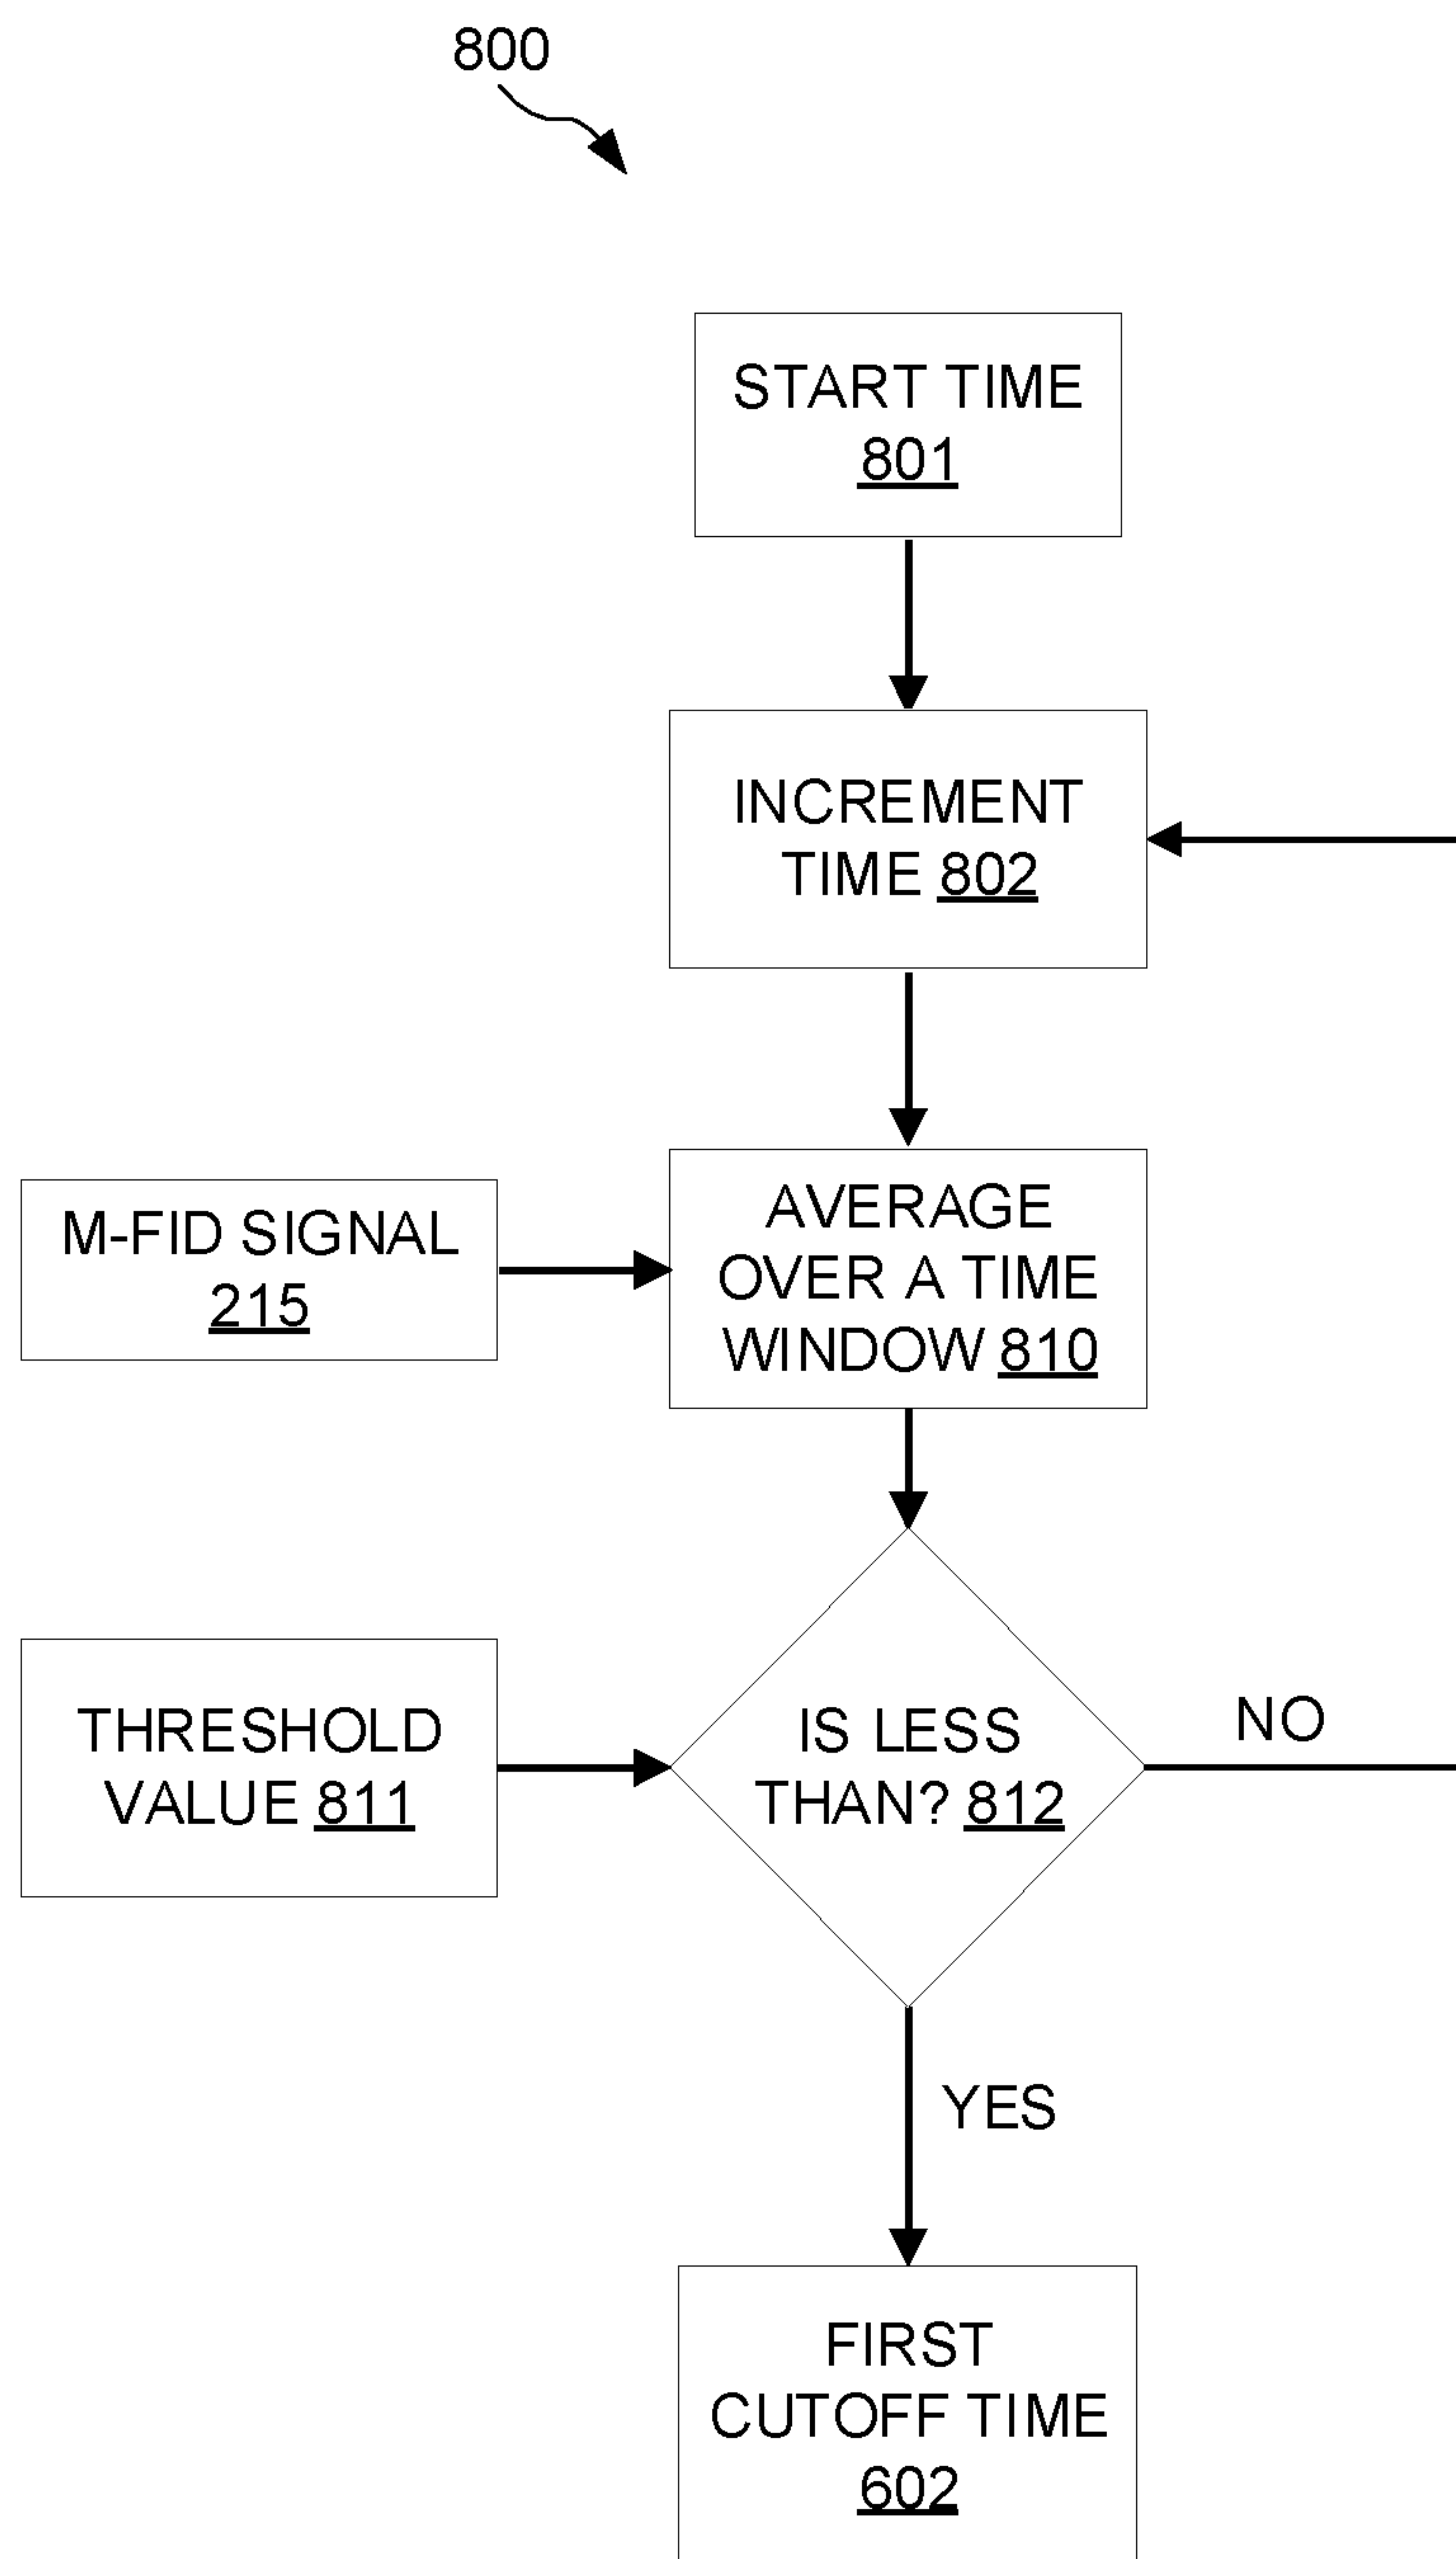 800
START TIME
801
INCREMENT
TIME 802
M-FID SIGNAL
215
AVERAGE
OVER A TIME
WINDOW 810
THRESHOLD
VALUE 811
IS LESS
THAN? 812
NO
YES
FIRST
CUTOFF TIME
602